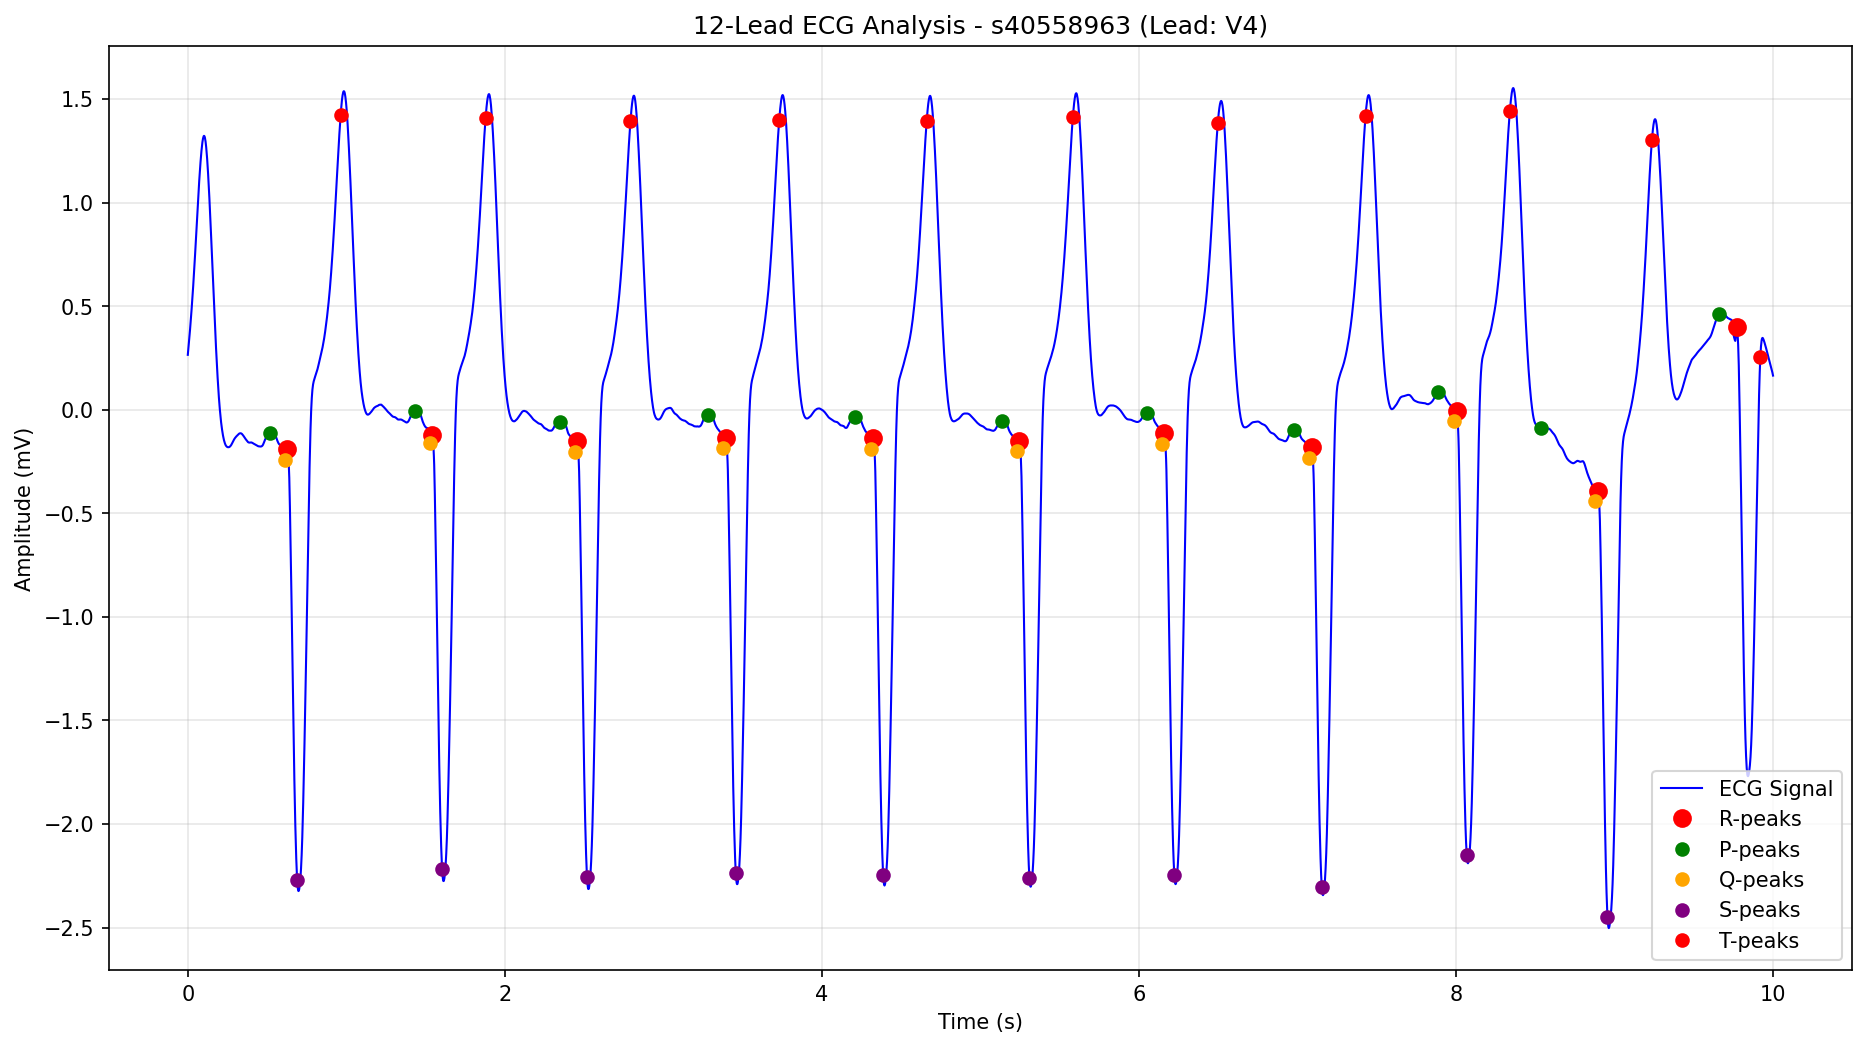 12-Lead ECG Analysis - s40558963 (Lead: V4)
Amplitude (mV)
1.5
1.0
0.5
0.0
−0.5
−1.0
−1.5
−2.0
−2.5
0
2
4
6
8
10
Time (s)
ECG Signal
R-peaks
P-peaks
Q-peaks
S-peaks
T-peaks